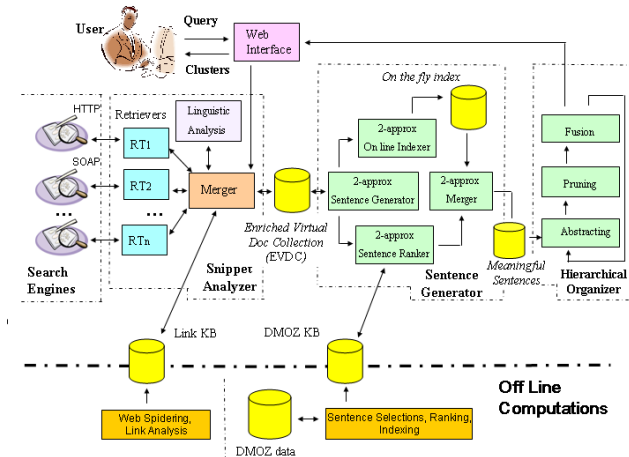 User
Query
Clusters
Web
Interface
HTTP
SOAP
...
Search
Engines
Retrievers
RT1
RT2
...
RTn
Linguistic
Analysis
Merger
Snippet
Analyzer
Enriched Virtual
Doc Collection
(EVDC)
On the fly index
2-approx
On line Indexer
2-approx
Sentence Generator
2-approx
Merger
2-approx
Sentence Ranker
Sentence
Generator
Meaningful
Sentences
Fusion
Pruning
Abstracting
Hierarchical
Organizer
Link KB
DMOZ KB
Off Line
Computations
Web Spidering,
Link Analysis
DMOZ data
Sentence Selections, Ranking,
Indexing